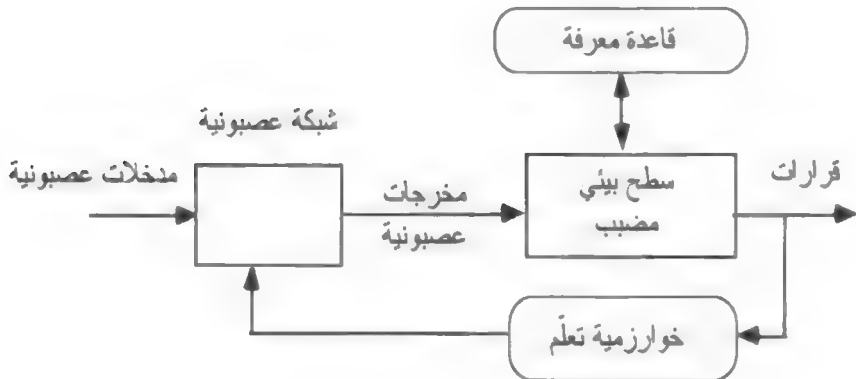 قاعدة معرفة
شبكة عصبونية
مدخلات عصبونية
مخرجات
عصبونية
سطح بيئي
مضبب
قرارات
خوارزمية تعلّم